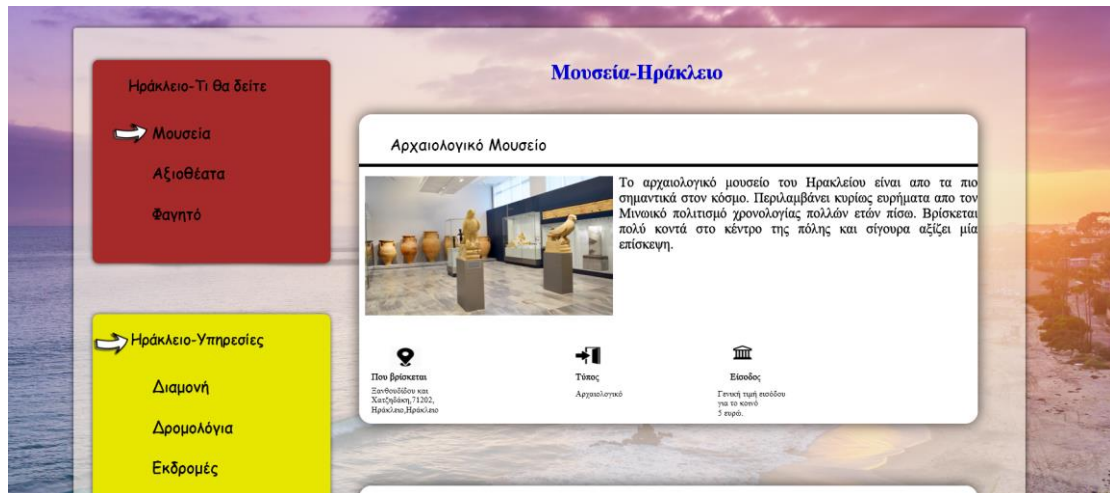 Ηράκλειο-Τι θα δείτε
Μουσεία
Αξιοθέατα
Φαγητό
Ηράκλειο-Υπηρεσίες
Διαμονή
Δρομολόγια
Εκδρομές
Μουσεία-Ηράκλειο
Αρχαιολογικό Μουσείο
Το αρχαιολογικό μουσείο του Ηρακλείου είναι απο τα πιο
σημαντικά στον κόσμο. Περιλαμβάνει κυρίως ευρήματα απο τον
Μινωικό πολιτισμό χρονολογίας πολλών ετών πίσω. Βρίσκεται
πολύ κοντά στο κέντρο της πόλης και σίγουρα αξίζει μία
επίσκεψη.
Που βρίσκεται
Ξανθουδίδου και
Χατζηδάκη,71202,
Ηράκλειο,Ηράκλειο
Τύπος
Αρχαιολογικό
Είσοδος
Γενική τιμή εισόδου
για το κοινό
5 ευρώ.